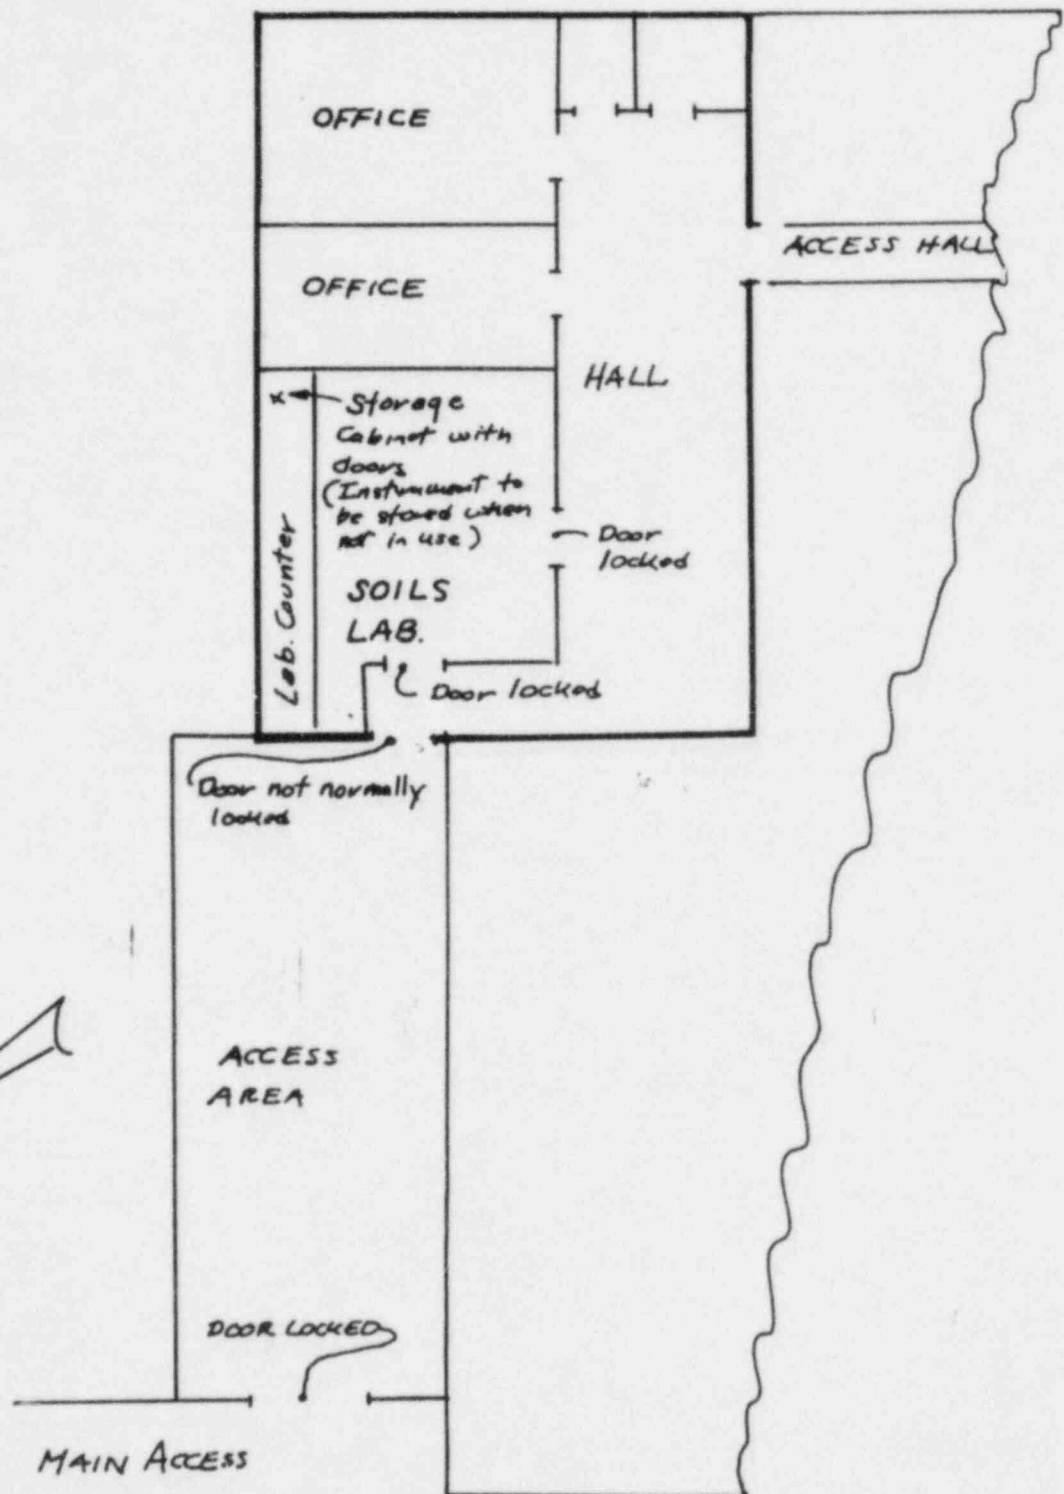 OFFICE
ACCESS HALL
OFFICE
HALL
x
Storage
Cabinet with
doors
(Instrument to
be stored when
not in use)
Door
locked
Lab. Counter
SOILS
LAB.
Door locked
Door not normally
locked
ACCESS
AREA
DOOR LOCKED
MAIN ACCESS